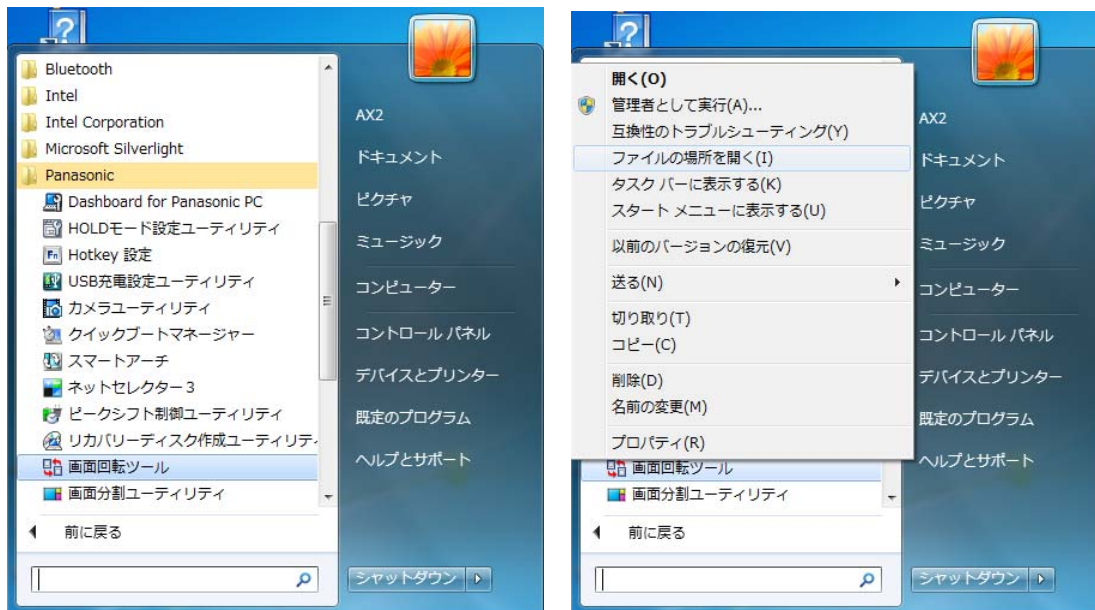 Bluetooth
Intel
Intel Corporation
Microsoft Silverlight
Panasonic
Dashboard for Panasonic PC
HOLDモード設定ユーティリティ
Fn Hotkey 設定
USB充電設定ユーティリティ
カメラユーティリティ
クイックブートマネージャー
スマートアーチ
ネットセレクター3
ピークシフト制御ユーティリティ
リカバリーディスク作成ユーティリティ
画面回転ツール
画面分割ユーティリティ
前に戻る
AX2
ドキュメント
ピクチャ
ミュージック
コンピューター
コントロール パネル
デバイスとプリンター
既定のプログラム
ヘルプとサポート
シャットダウン
開く(O)
管理者として実行(A)...
互換性のトラブルシューティング(Y)
ファイルの場所を開く(I)
タスク バーに表示する(K)
スタート メニューに表示する(U)
以前のバージョンの復元(V)
送る(N)
切り取り(T)
コピー(C)
削除(D)
名前の変更(M)
プロパティ(R)
画面回転ツール
画面分割ユーティリティ
前に戻る
AX2
ドキュメント
ピクチャ
ミュージック
コンピューター
コントロール パネル
デバイスとプリンター
既定のプログラム
ヘルプとサポート
シャットダウン